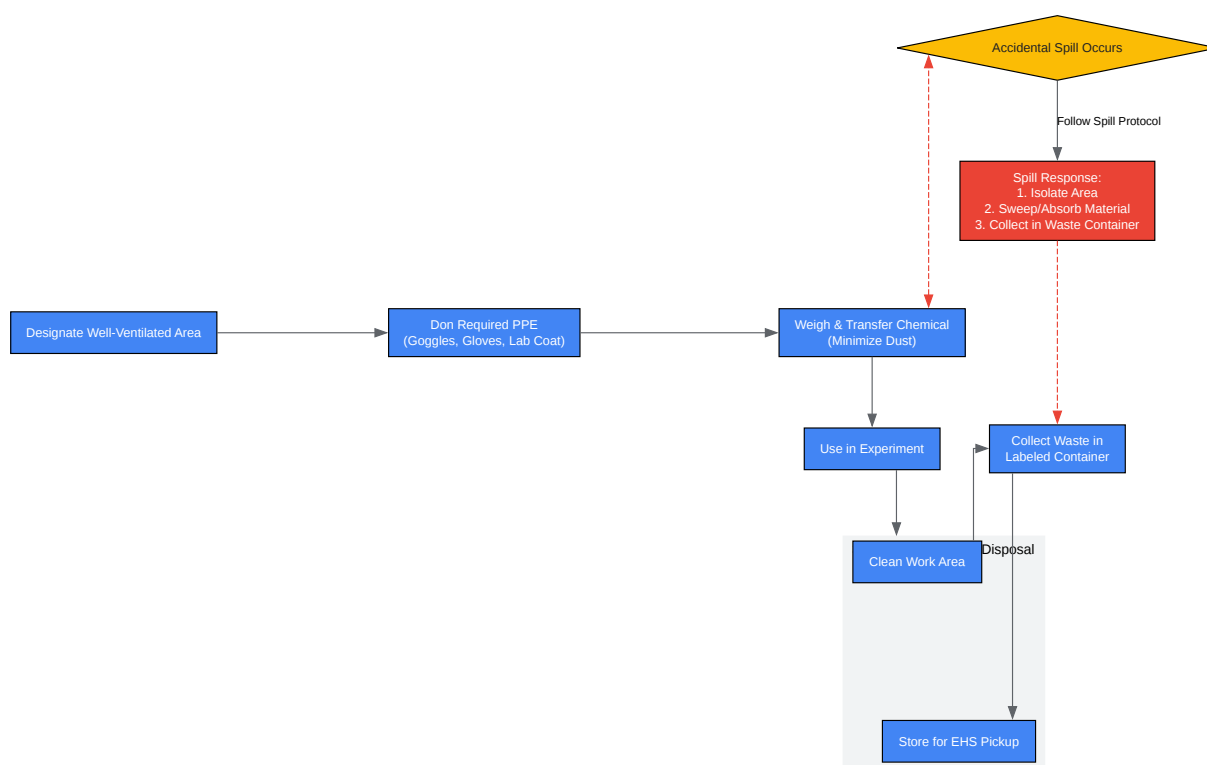 Accidental Spill Occurs
Follow Spill Protocol
Spill Response:
1. Isolate Area
2. Sweep/Absorb Material
3. Collect in Waste Container
Designate Well-Ventilated Area
Don Required PPE
(Goggles, Gloves, Lab Coat)
Weigh & Transfer Chemical
(Minimize Dust)
Use in Experiment
Collect Waste in
Labeled Container
Clean Work Area
Disposal
Store for EHS Pickup